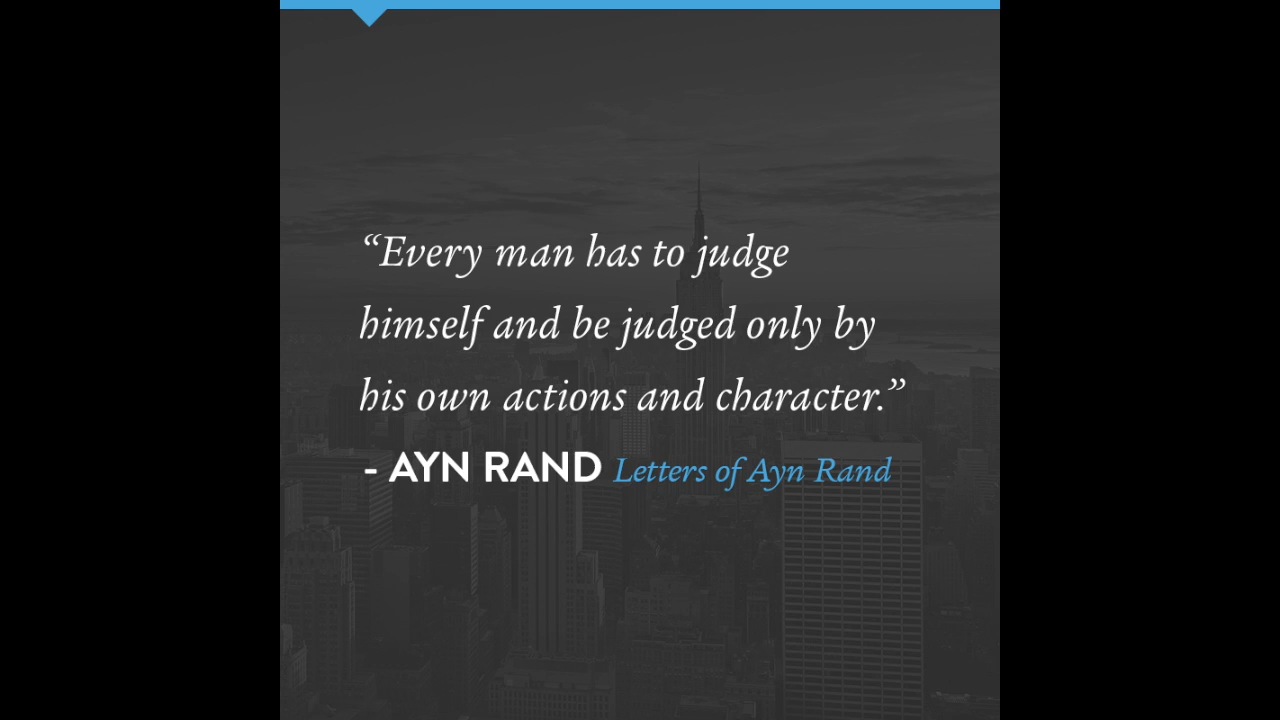 “Every man has to judge
himself and be judged only by
his own actions and character.”
- AYN RAND Letters of Ayn Rand